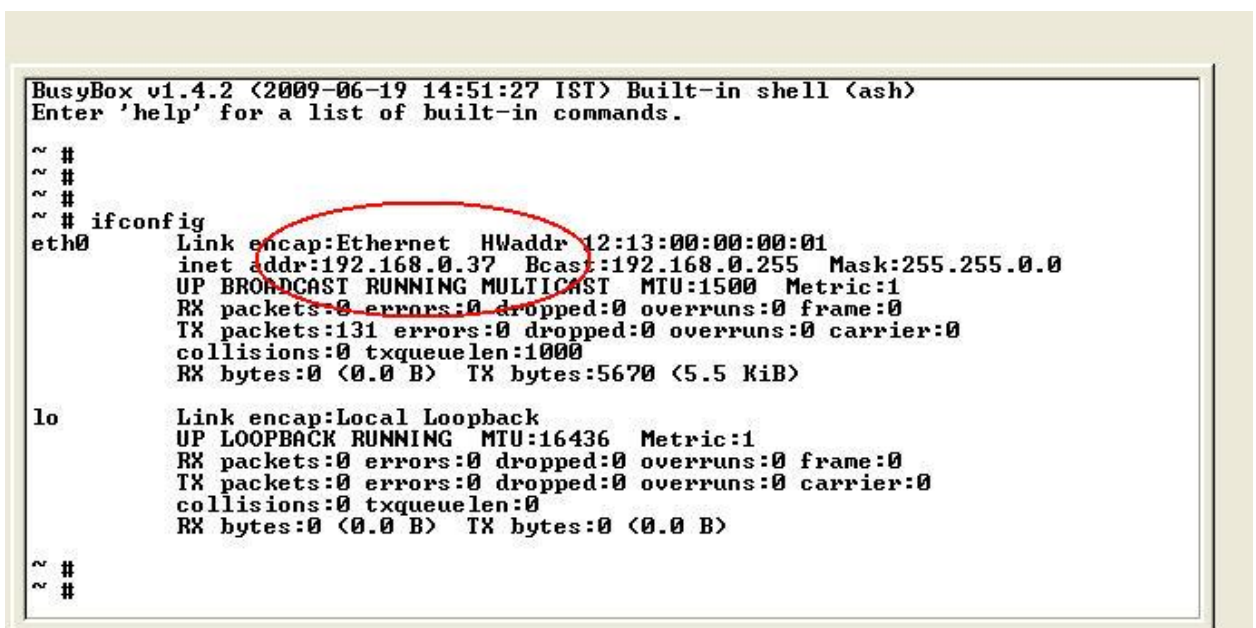 BusyBox v1.4.2 (2009-06-19 14:51:27 IST) Built-in shell (ash)
Enter 'help' for a list of built-in commands.
~ #
~ #
~ #
~ # ifconfig
eth0 Link encap:Ethernet HWaddr 12:13:00:00:00:01
inet addr:192.168.0.37 Bcast:192.168.0.255 Mask:255.255.0.0
UP BROADCAST RUNNING MULTICAST MTU:1500 Metric:1
RX packets:0 errors:0 dropped:0 overruns:0 frame:0
TX packets:131 errors:0 dropped:0 overruns:0 carrier:0
collisions:0 txqueuelen:1000
RX bytes:0 (0.0 B) TX bytes:5670 (5.5 KiB)
lo Link encap:Local Loopback
UP LOOPBACK RUNNING MTU:16436 Metric:1
RX packets:0 errors:0 dropped:0 overruns:0 frame:0
TX packets:0 errors:0 dropped:0 overruns:0 carrier:0
collisions:0 txqueuelen:0
RX bytes:0 (0.0 B) TX bytes:0 (0.0 B)
~ #
~ #